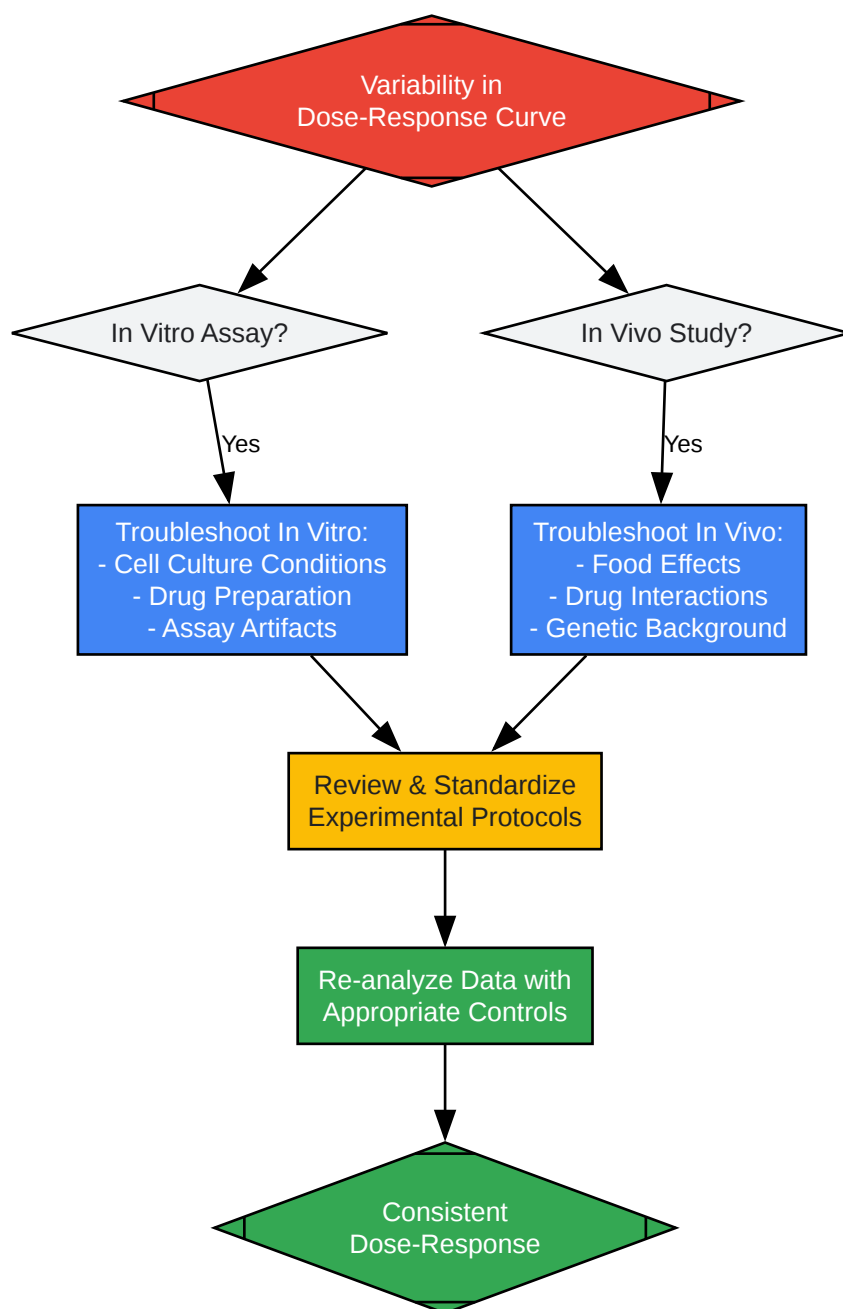 Variability in
Dose-Response Curve
In Vitro Assay?
In Vivo Study?
Yes
Yes
Troubleshoot In Vitro:
- Cell Culture Conditions
- Drug Preparation
- Assay Artifacts
Troubleshoot In Vivo:
- Food Effects
- Drug Interactions
- Genetic Background
Review & Standardize
Experimental Protocols
Re-analyze Data with
Appropriate Controls
Consistent
Dose-Response